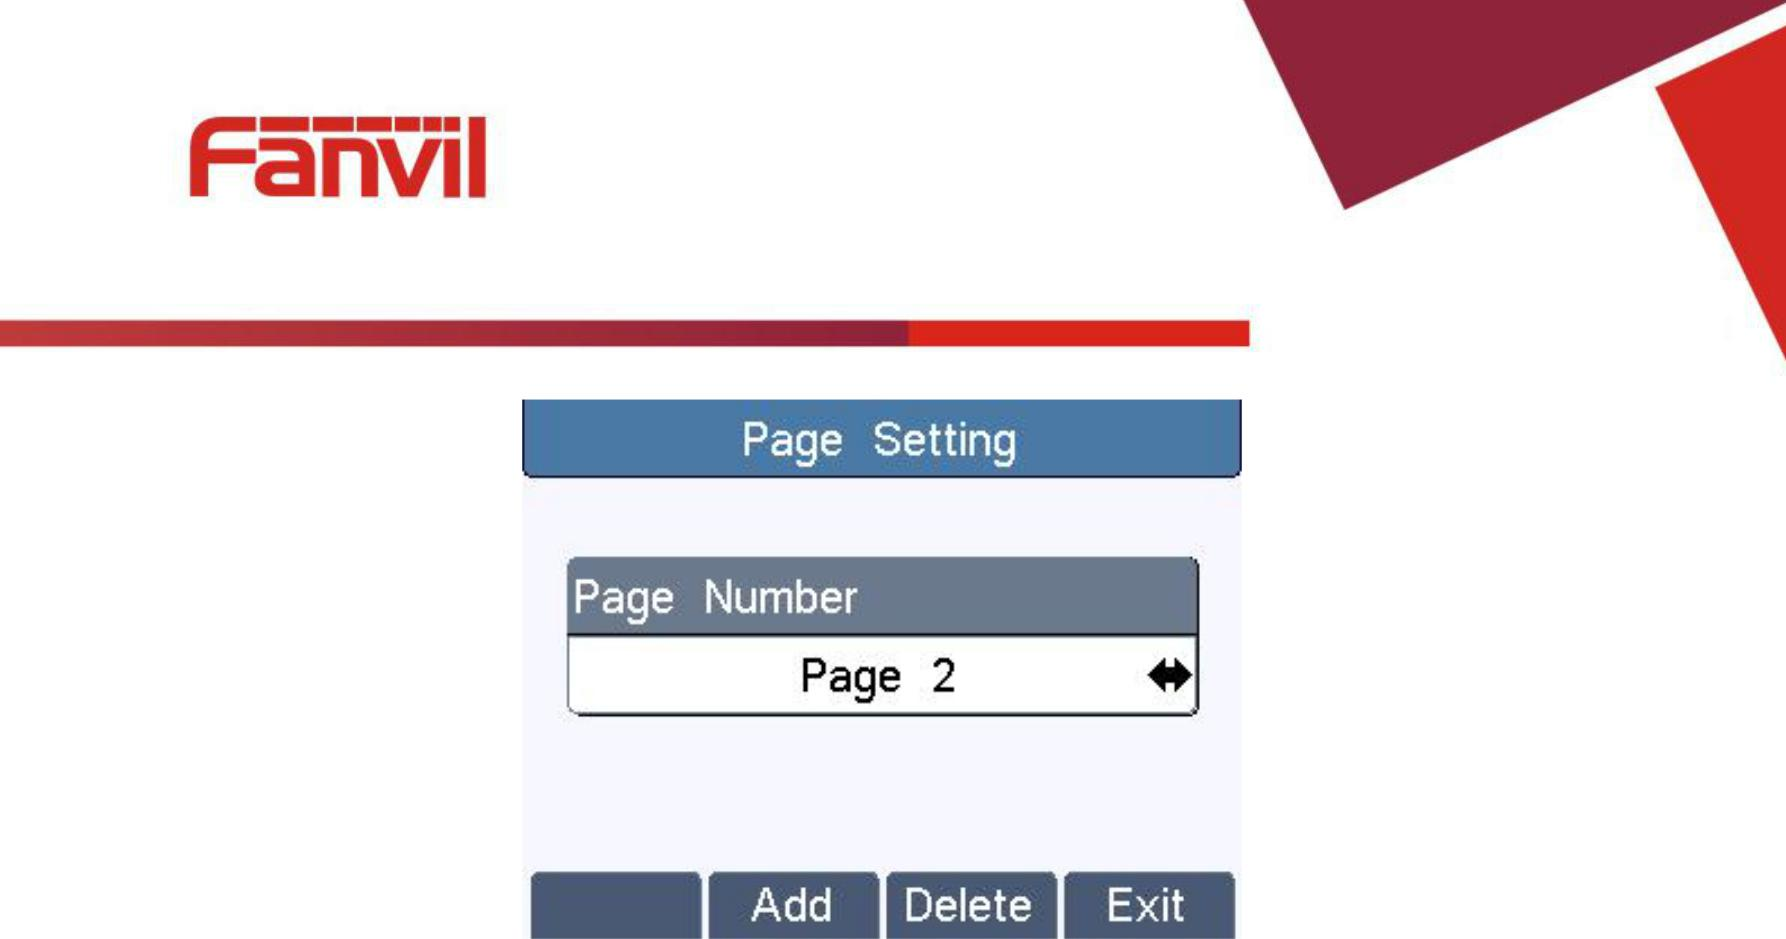 Fanvil
Page Setting
Page Number
Page 2
Add Delete Exit